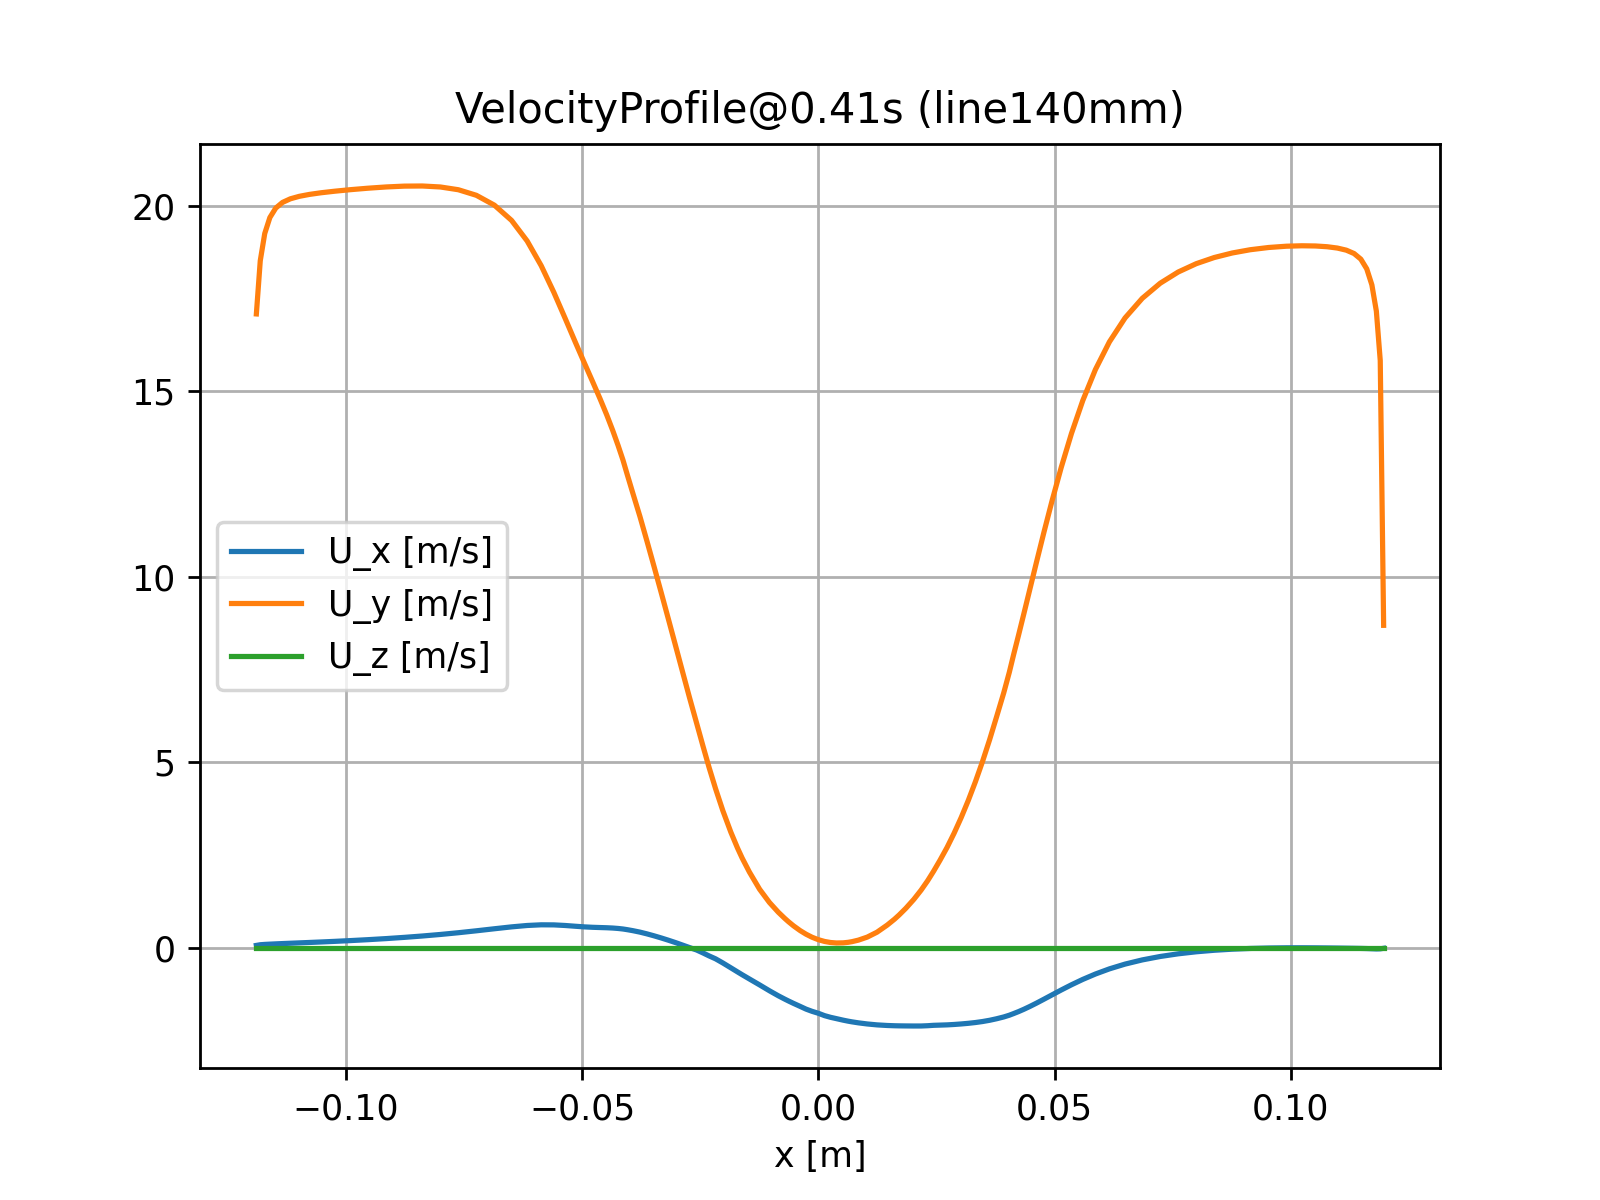 VelocityProfile@0.41s (line140mm)
20
15
10
5
0
U_x [m/s]
U_y [m/s]
U_z [m/s]
−0.10 −0.05 0.00 0.05 0.10
x [m]